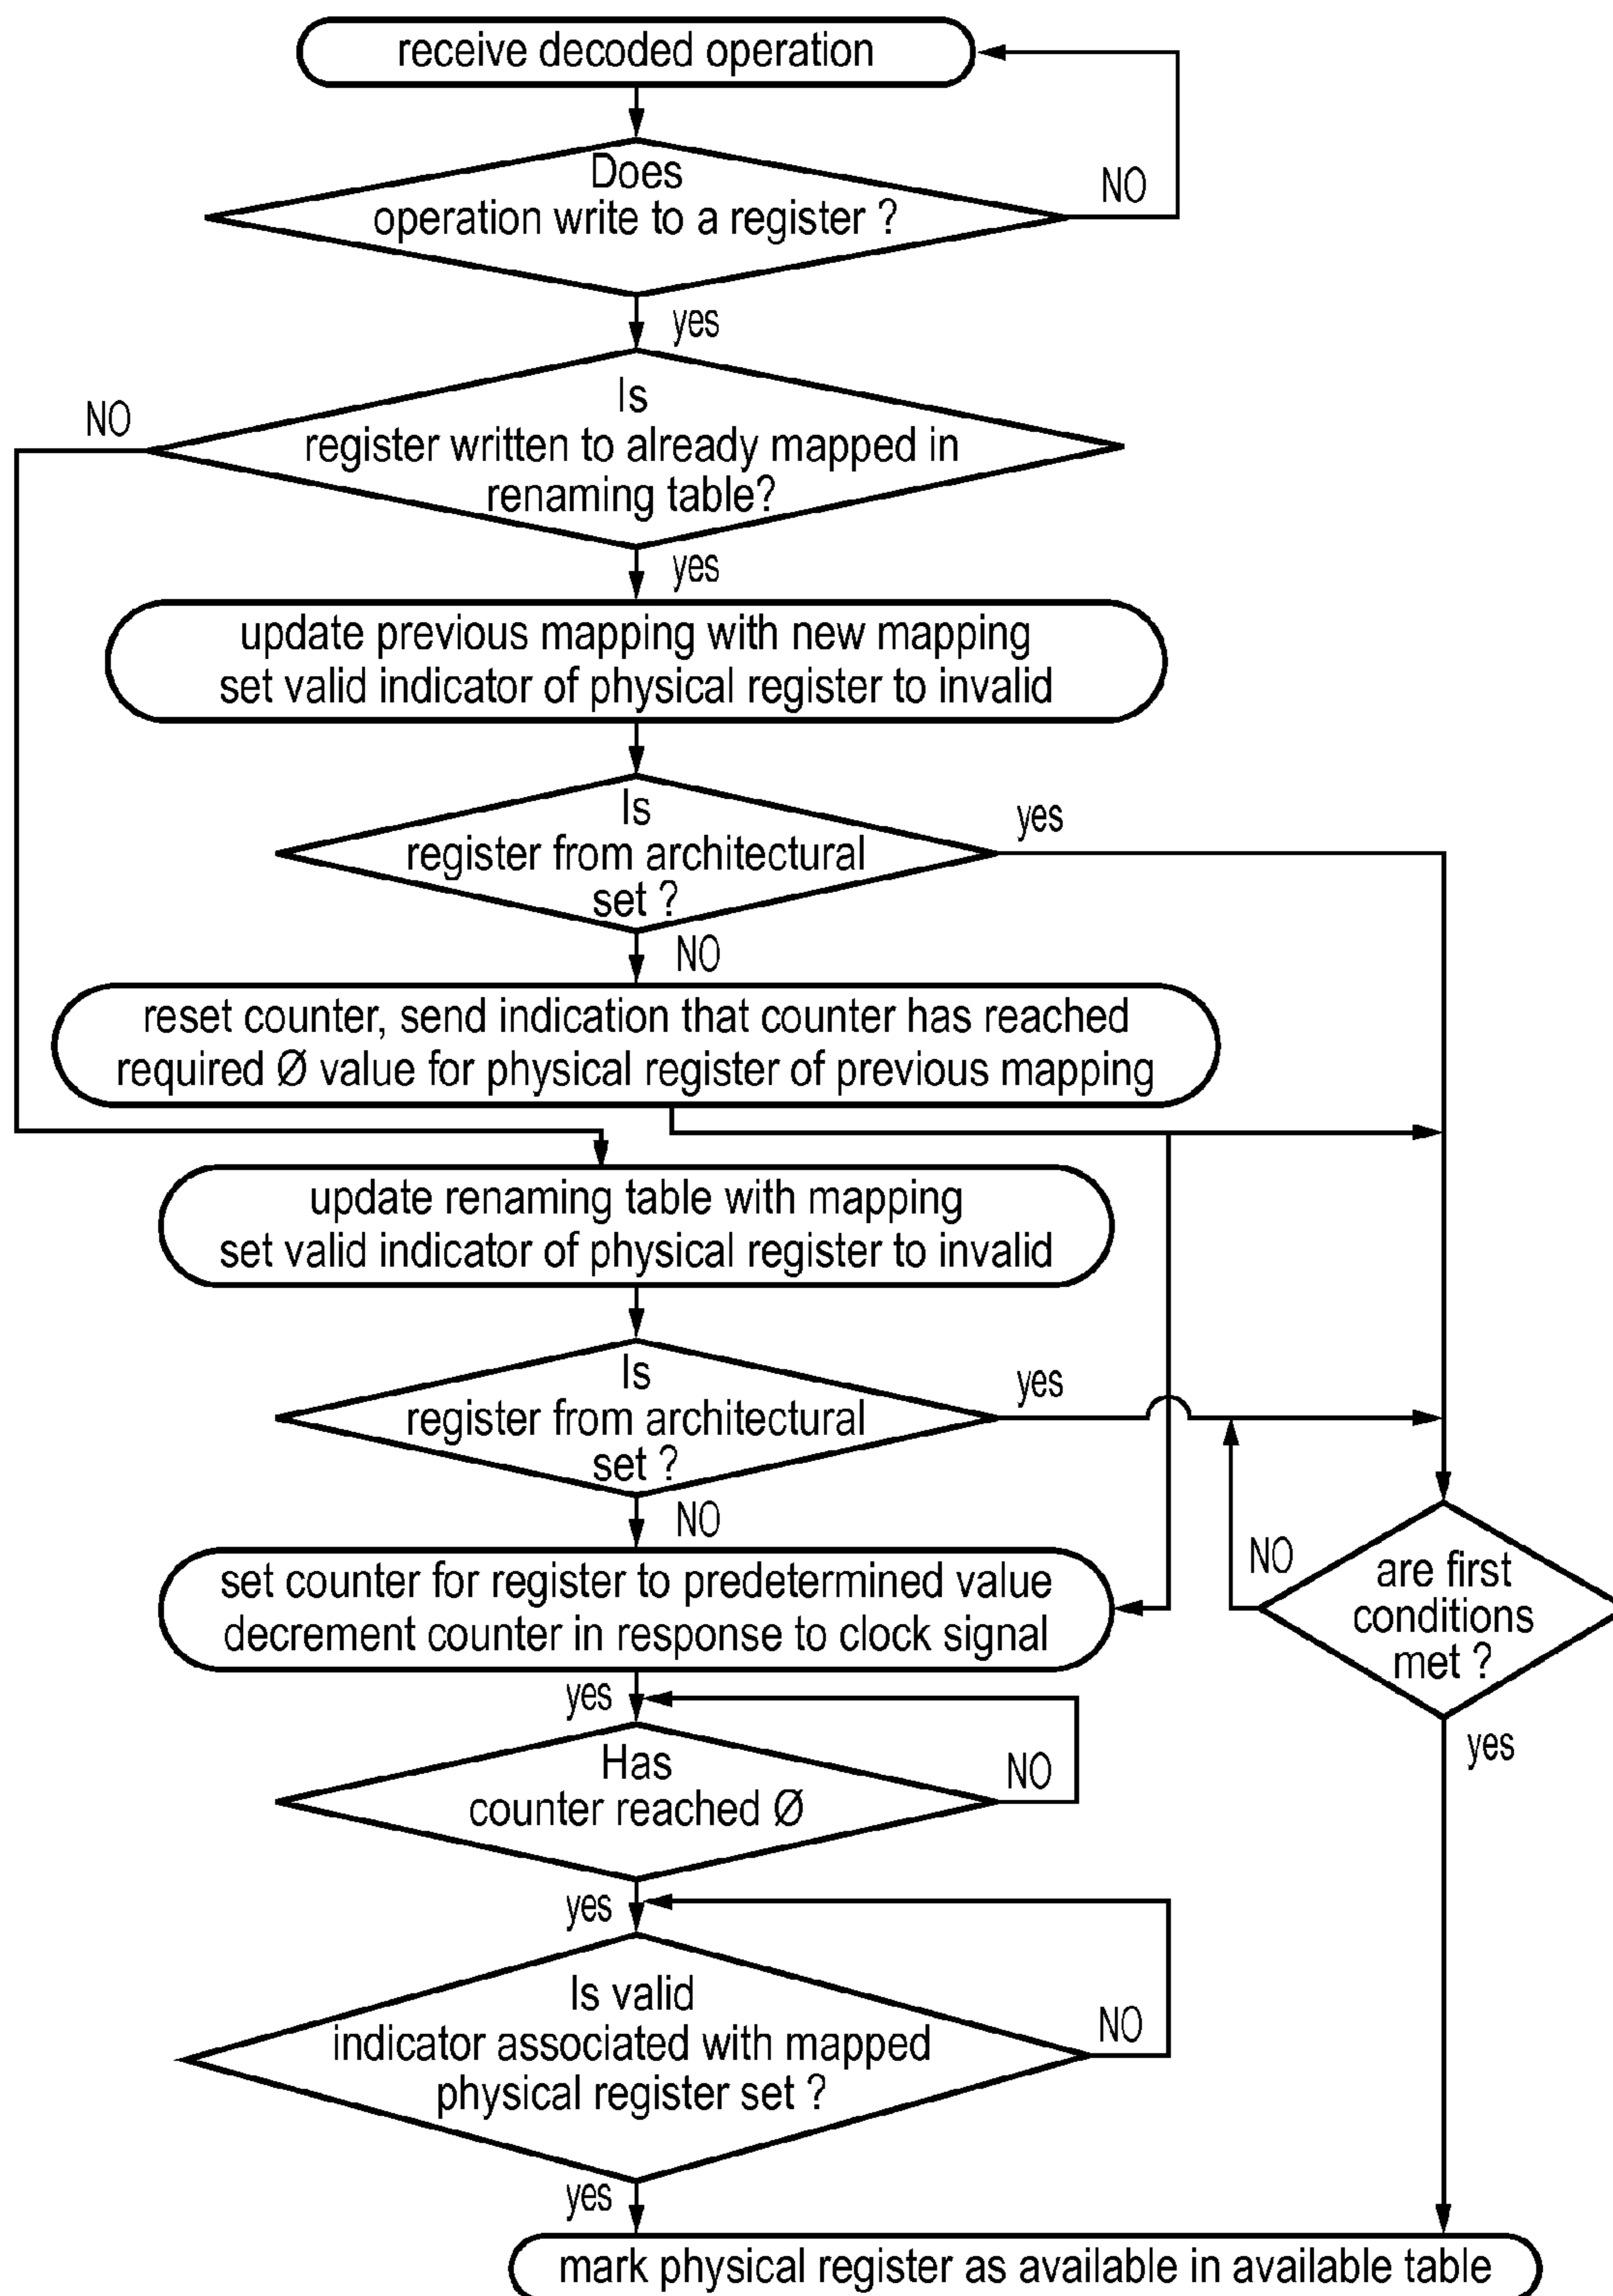 receive decoded operation
Does
operation write to a register ?
NO
yes
Is
register written to already mapped in
renaming table?
NO
yes
update previous mapping with new mapping
set valid indicator of physical register to invalid
Is
register from architectural
set ?
yes
NO
reset counter, send indication that counter has reached
required Ø value for physical register of previous mapping
update renaming table with mapping
set valid indicator of physical register to invalid
Is
register from architectural
set ?
yes
NO
set counter for register to predetermined value
decrement counter in response to clock signal
NO
are first
conditions
met ?
yes
yes
Has
counter reached Ø
NO
yes
Is valid
indicator associated with mapped
physical register set ?
NO
yes
mark physical register as available in available table